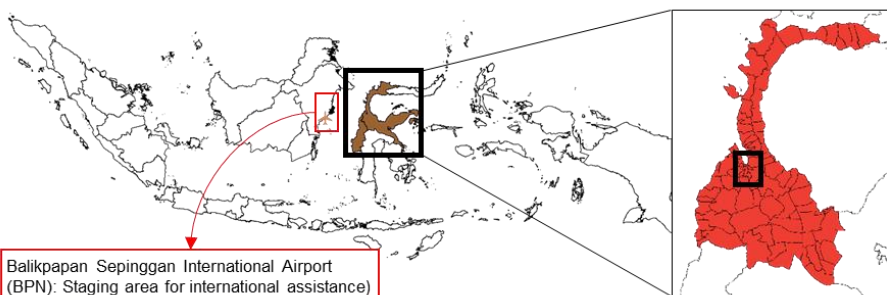 Balikpapan Sepinggan International Airport
(BPN): Staging area for international assistance)